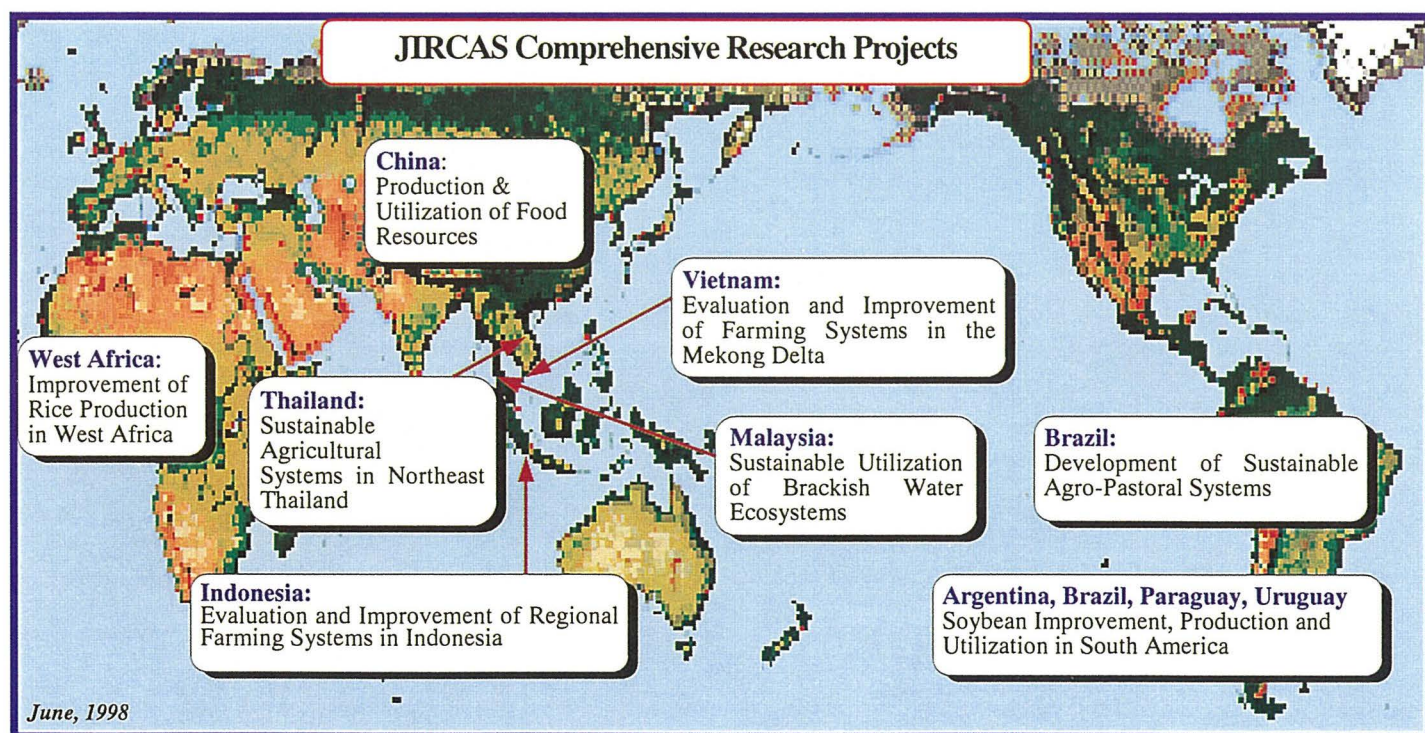 JIRCAS Comprehensive Research Projects
China:
Production &
Utilization of Food
Resources
Vietnam:
Evaluation and Improvement
of Farming Systems in the
Mekong Delta
West Africa:
Improvement of
Rice Production
in West Africa
Thailand:
Sustainable
Agricultural
Systems in Northeast
Thailand
Malaysia:
Sustainable Utilization
of Brackish Water
Ecosystems
Brazil:
Development of Sustainable
Agro-Pastoral Systems
Indonesia:
Evaluation and Improvement of Regional
Farming Systems in Indonesia
Argentina, Brazil, Paraguay, Uruguay
Soybean Improvement, Production and
Utilization in South America
June, 1998